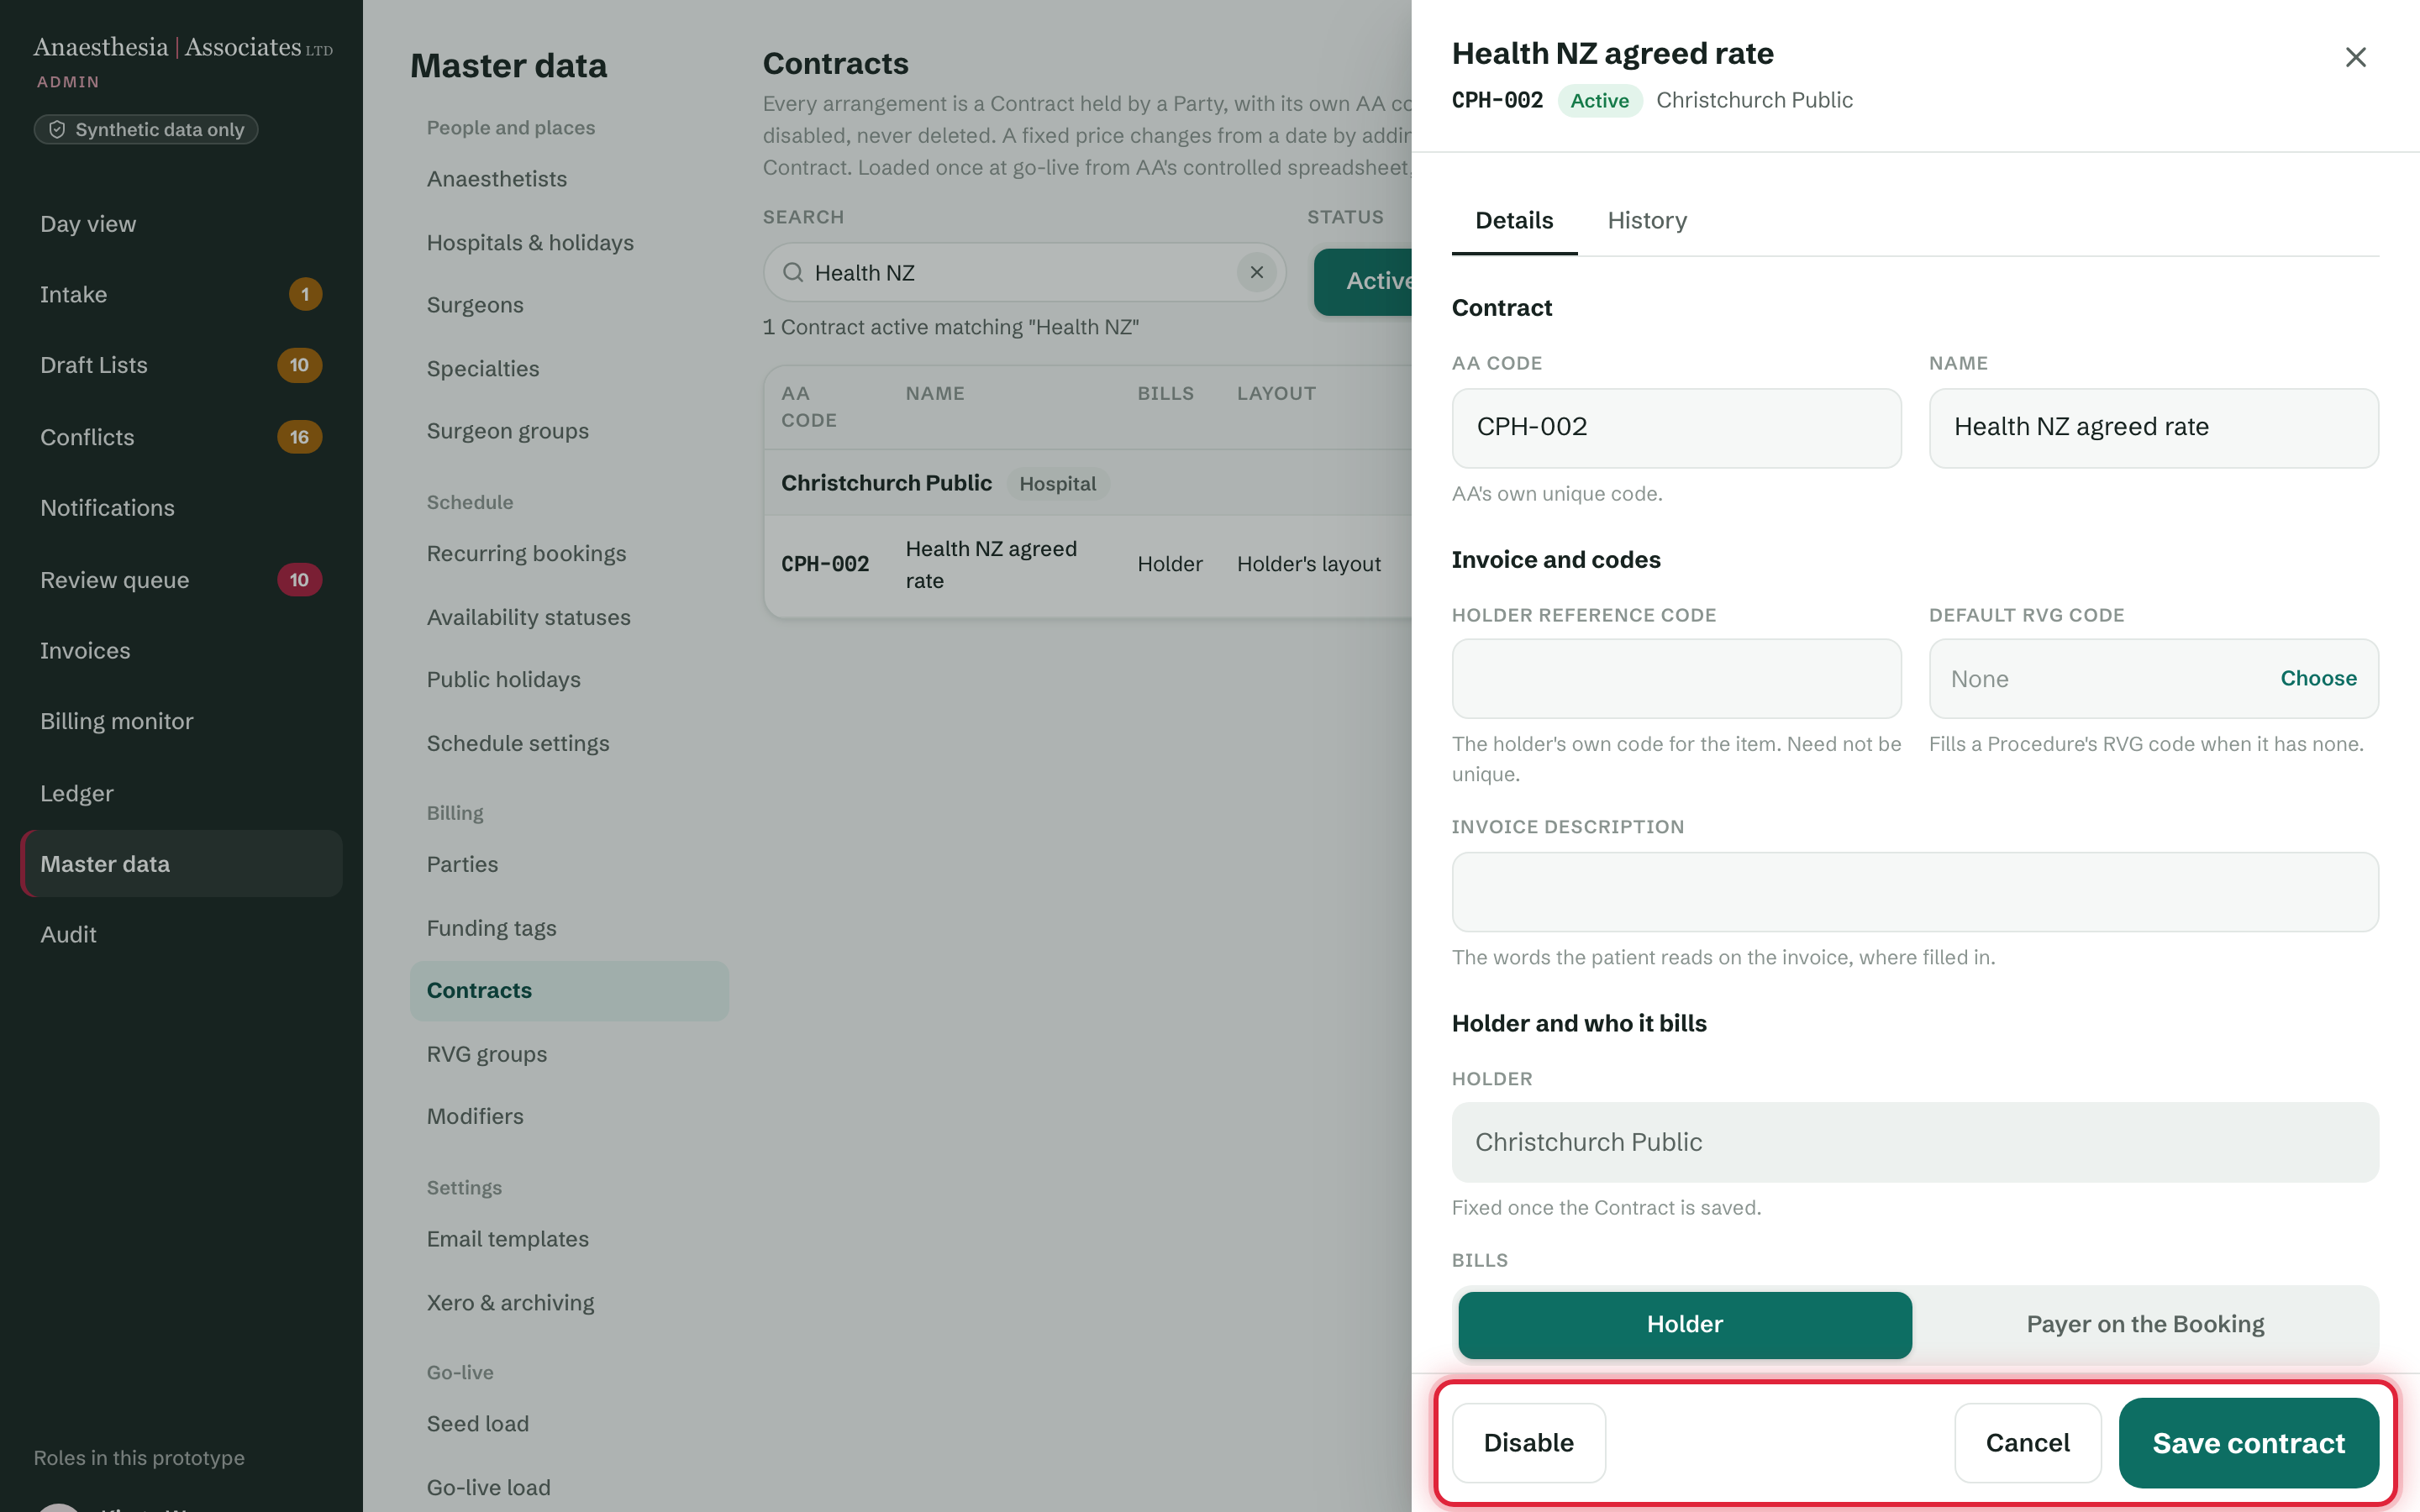 Anaesthesia | Associates LTD
ADMIN
Synthetic data only
Day view
Intake 1
Draft Lists 10
Conflicts 16
Notifications
Review queue 10
Invoices
Billing monitor
Ledger
Master data
Audit
Roles in this prototype
Master data
People and places
Anaesthetists
Hospitals & holidays
Surgeons
Specialties
Surgeon groups
Schedule
Recurring bookings
Availability statuses
Public holidays
Schedule settings
Billing
Parties
Funding tags
Contracts
RVG groups
Modifiers
Settings
Email templates
Xero & archiving
Go-live
Seed load
Go-live load
Contracts
Every arrangement is a Contract held by a Party, with its own AA co
disabled, never deleted. A fixed price changes from a date by addin
Contract. Loaded once at go-live from AA's controlled spreadsheet,
SEARCH STATUS
Health NZ Active
1 Contract active matching "Health NZ"
AA CODE NAME BILLS LAYOUT
Christchurch Public Hospital
CPH-002 Health NZ agreed rate Holder Holder's layout
Health NZ agreed rate
CPH-002 Active Christchurch Public
Details History
Contract
AA CODE NAME
CPH-002 Health NZ agreed rate
AA's own unique code.
Invoice and codes
HOLDER REFERENCE CODE DEFAULT RVG CODE
None Choose
The holder's own code for the item. Need not be unique.
Fills a Procedure's RVG code when it has none.
INVOICE DESCRIPTION
The words the patient reads on the invoice, where filled in.
Holder and who it bills
HOLDER
Christchurch Public
Fixed once the Contract is saved.
BILLS
Holder Payer on the Booking
Disable Cancel Save contract